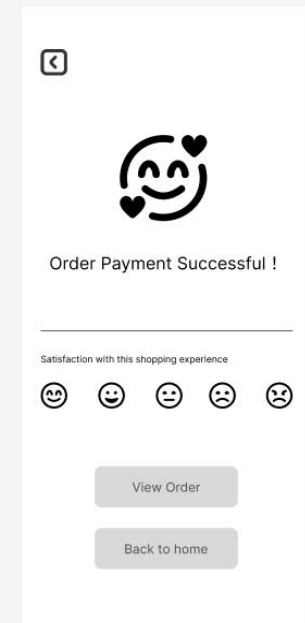 Order Payment Successful !
Satisfaction with this shopping experience
View Order
Back to home